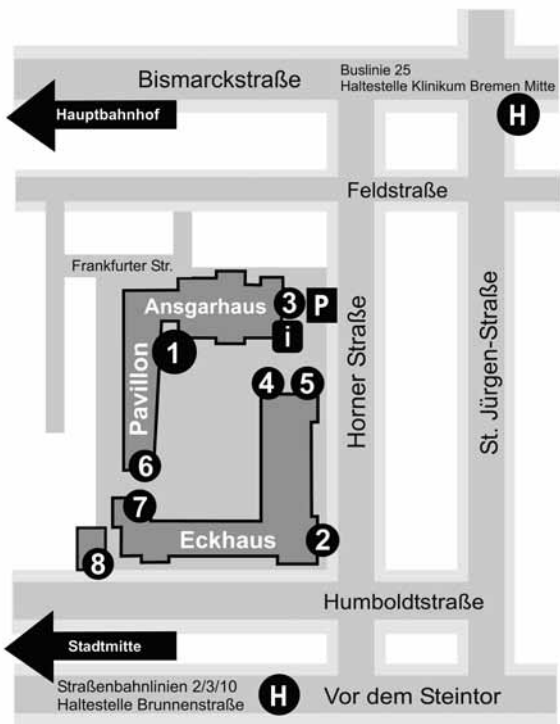 Bismarckstraße
Buslinie 25
Haltestelle Klinikum Bremen Mitte
H
Hauptbahnhof
Feldstraße
Frankfurter Str.
Ansgarhaus
3
P
i
1
Pavillon
4
5
Horner Straße
St. Jürgen-Straße
6
7
Eckhaus
2
8
Humboldtstraße
Stadtmitte
Straßenbahnlinien 2/3/10
Haltestelle Brunnenstraße
H
Vor dem Steintor